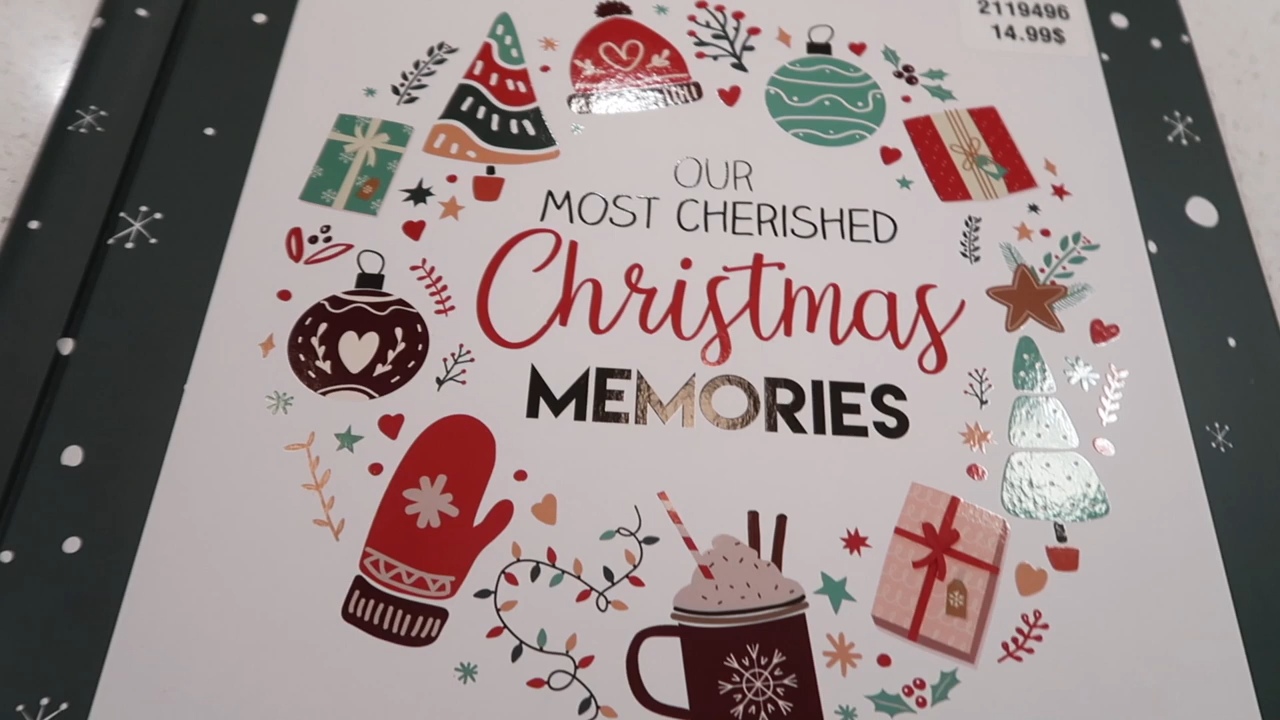 2119496
14.99$
OUR
MOST CHERISHED
Christmas
MEMORIES